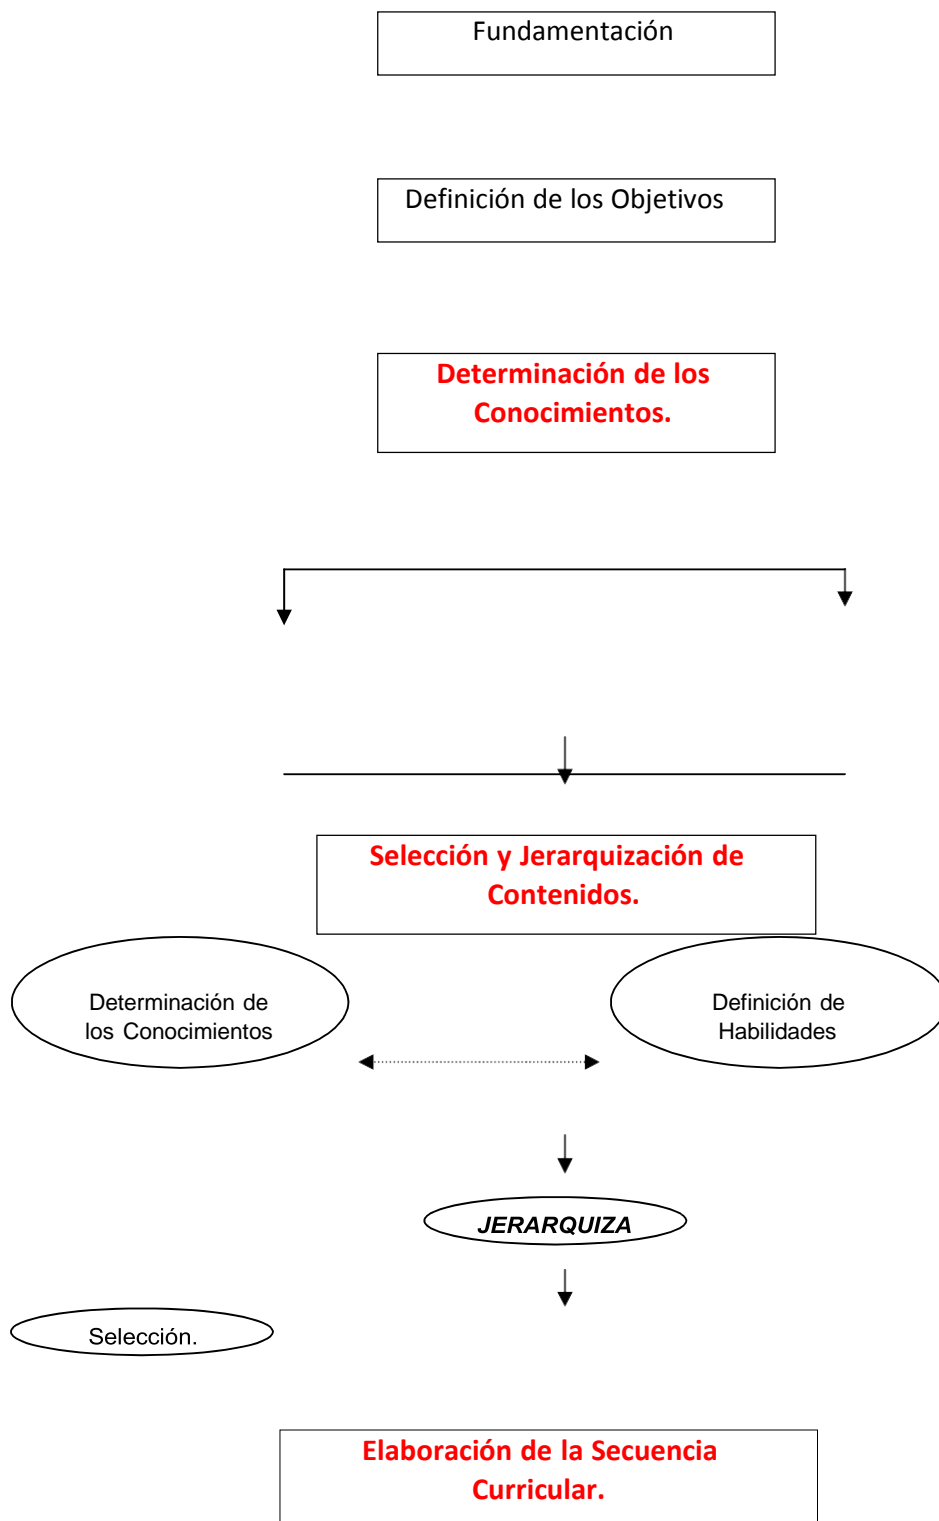 Fundamentación
Definición de los Objetivos
Determinación de los
Conocimientos.
Selección y Jerarquización de
Contenidos.
Determinación de
los Conocimientos
Definición de
Habilidades
JERARQUIZA
Selección.
Elaboración de la Secuencia
Curricular.